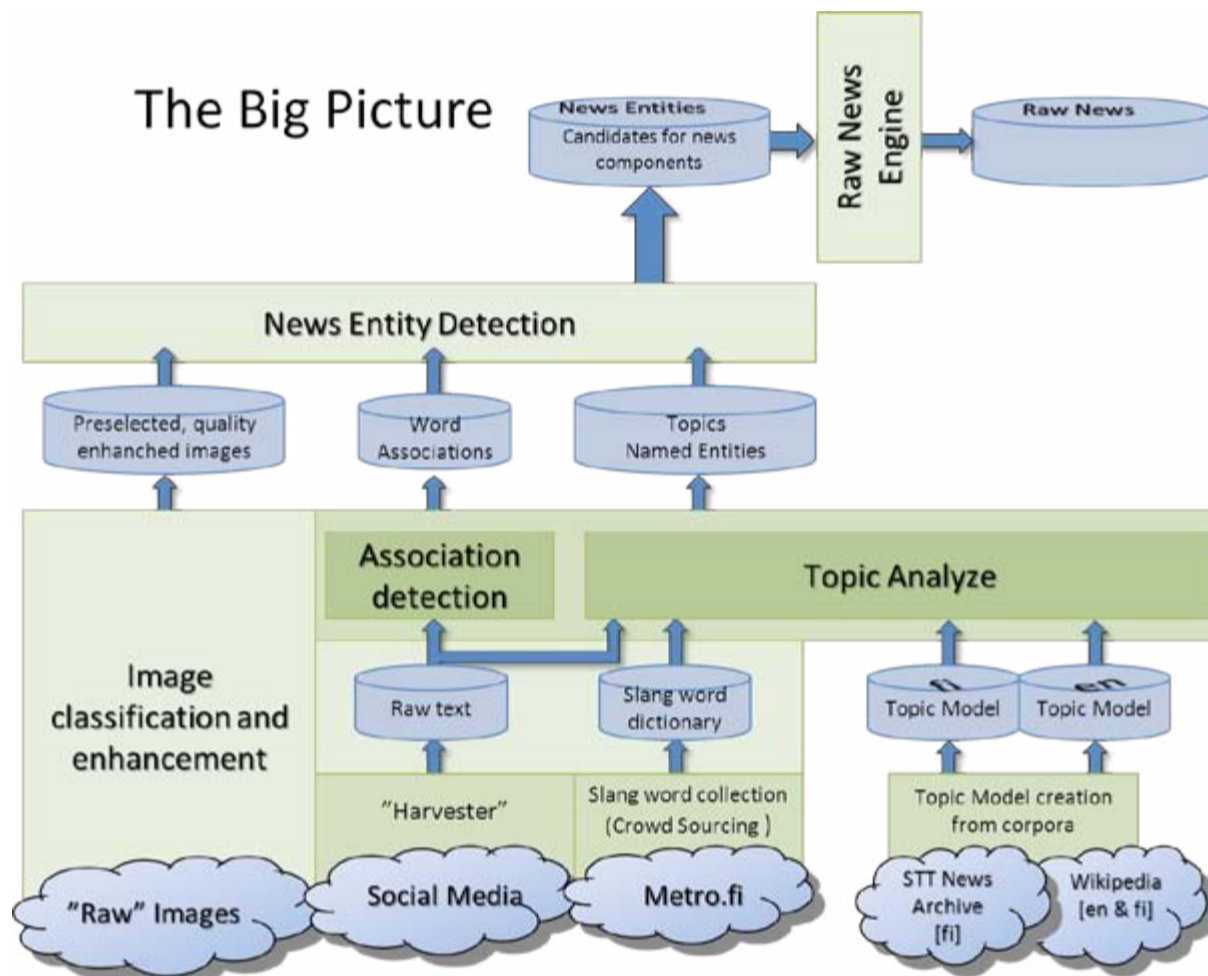 The Big Picture
News Entities
Candidates for news
components
Raw News
Engine
Raw News
News Entity Detection
Preselected, quality
enhanched images
Word
Associations
Topics
Named Entities
Association
detection
Topic Analyze
Image
classification and
enhancement
Raw text
Slang word
dictionary
fi
Topic Model
en
Topic Model
"Harvester"
Slang word collection
(Crowd Sourcing )
Topic Model creation
from corpora
"Raw" Images
Social Media
Metro.fi
STT News
Archive
[fi]
Wikipedia
[en & fi]